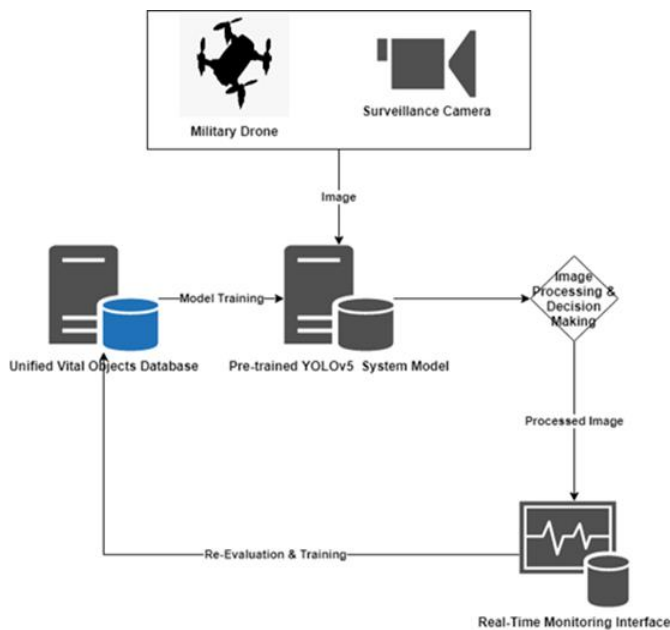 Military Drone
Surveillance Camera
Image
Model Training
Image
Processing &
Decision
Making
Unified Vital Objects Database
Pre-trained YOLOv5 System Model
Processed Image
Re-Evaluation & Training
Real-Time Monitoring Interface